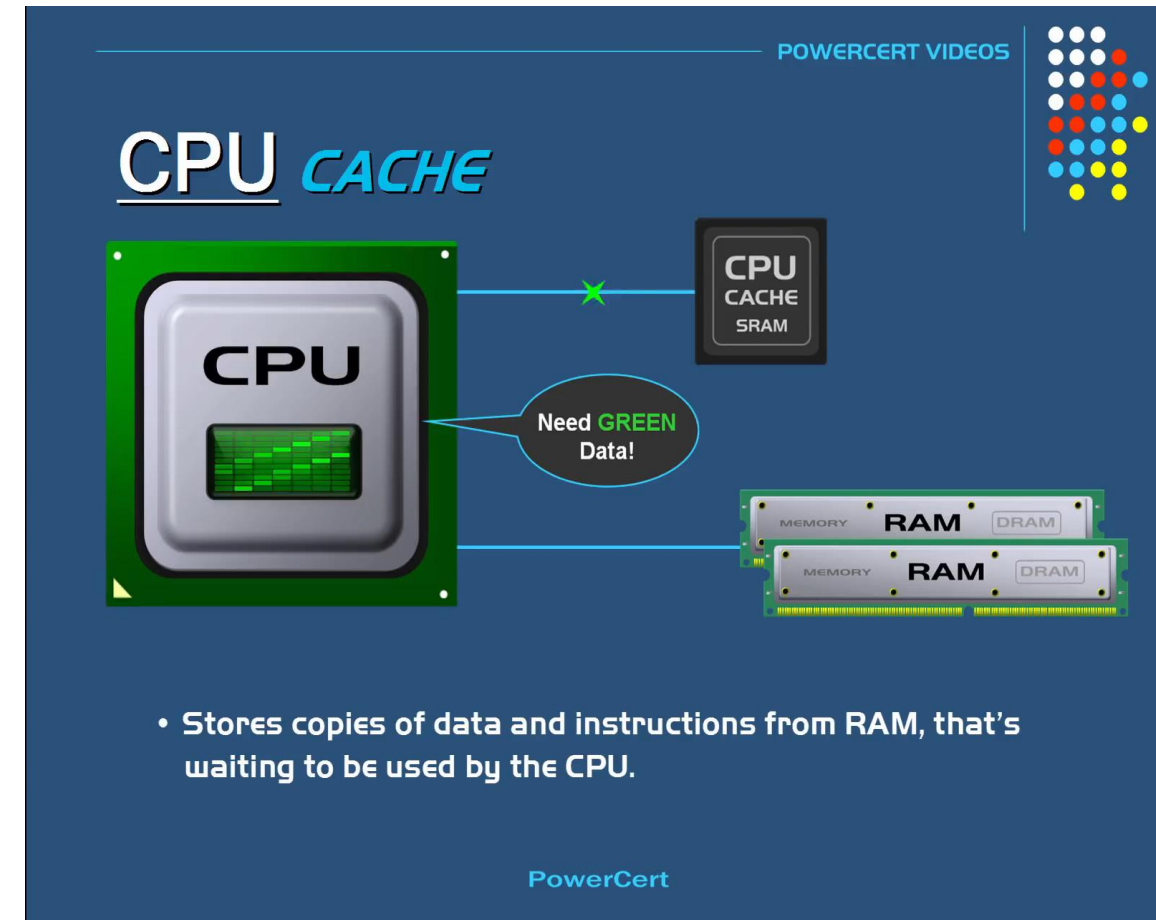 POWERCERT VIDEOS
CPU CACHE
CPU
CPU
CACHE
SRAM
Need GREEN
Data!
MEMORY RAM DRAM
MEMORY RAM DRAM
• Stores copies of data and instructions from RAM, that's
waiting to be used by the CPU.
PowerCert